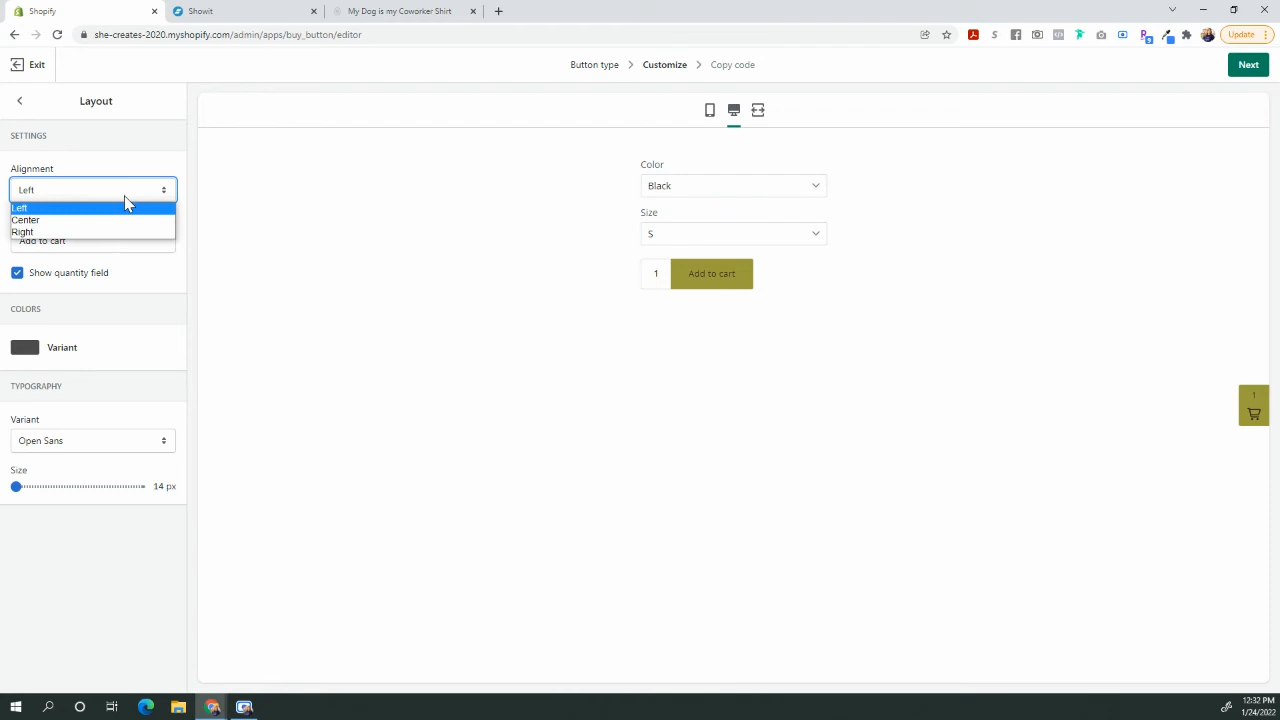 Shopify
Showit
My Dog is my Coworker Shirt
she-creates-2020.myshopify.com/admin/apps/buy_button/editor
Update
Exit
Button type
Customize
Copy code
Next
Layout
SETTINGS
Alignment
Left
Left
Center
Right
Add to cart
Show quantity field
COLORS
Variant
TYPOGRAPHY
Variant
Open Sans
Size
14 px
Color
Black
Size
S
1
Add to cart
1
12:32 PM
1/24/2022